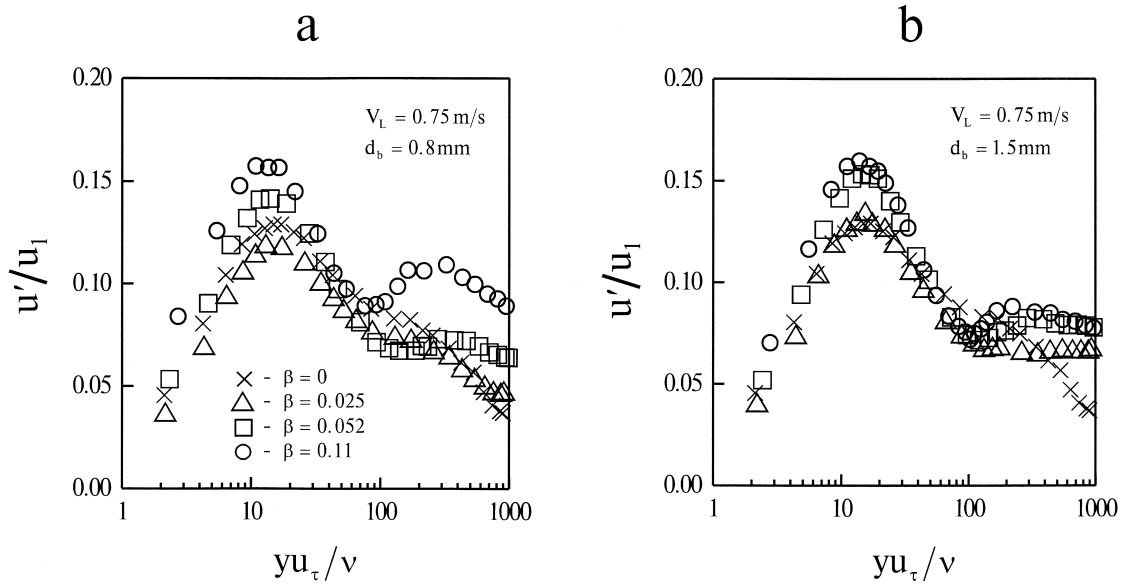 a
b
0.20
0.15
0.10
0.05
0.00
u'/u₁
V_L = 0.75 m/s
d_b = 0.8mm
× - β = 0
△ - β = 0.025
□ - β = 0.052
○ - β = 0.11
1
10
100
1000
yu_τ/ν
0.20
0.15
0.10
0.05
0.00
u'/u₁
V_L = 0.75 m/s
d_b = 1.5mm
1
10
100
1000
yu_τ/ν